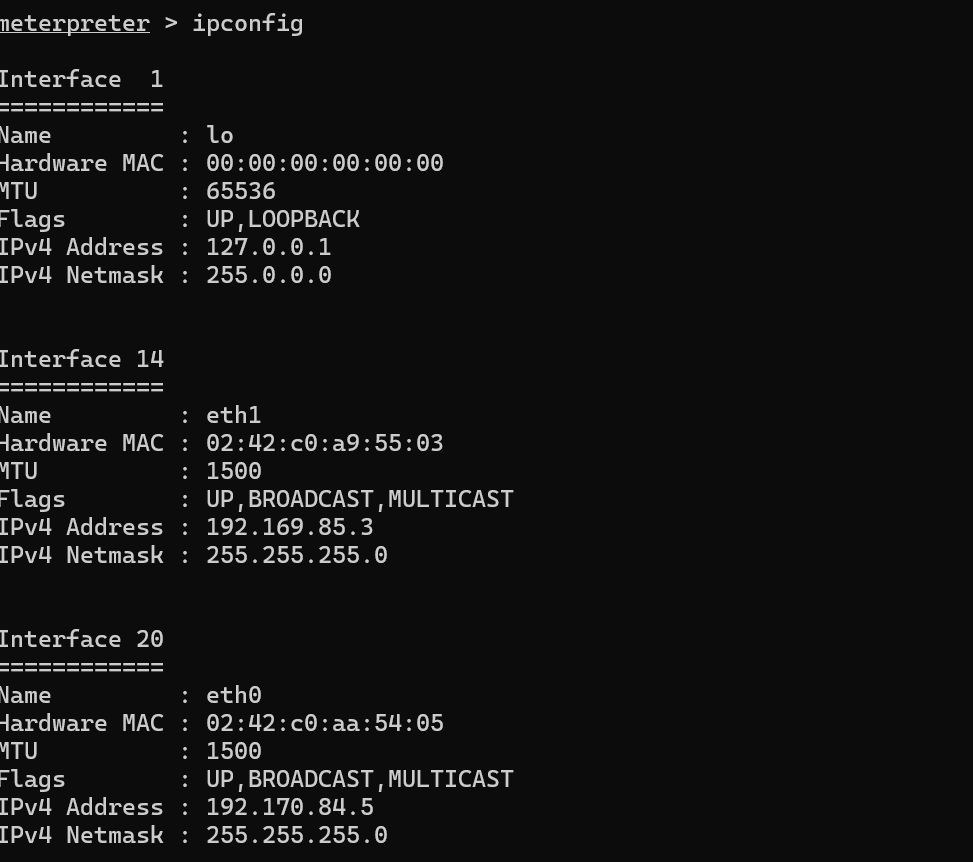 meterpreter > ipconfig
Interface  1
============
Name         : lo
Hardware MAC : 00:00:00:00:00:00
MTU          : 65536
Flags        : UP,LOOPBACK
IPv4 Address : 127.0.0.1
IPv4 Netmask : 255.0.0.0
Interface 14
============
Name         : eth1
Hardware MAC : 02:42:c0:a9:55:03
MTU          : 1500
Flags        : UP,BROADCAST,MULTICAST
IPv4 Address : 192.169.85.3
IPv4 Netmask : 255.255.255.0
Interface 20
============
Name         : eth0
Hardware MAC : 02:42:c0:aa:54:05
MTU          : 1500
Flags        : UP,BROADCAST,MULTICAST
IPv4 Address : 192.170.84.5
IPv4 Netmask : 255.255.255.0